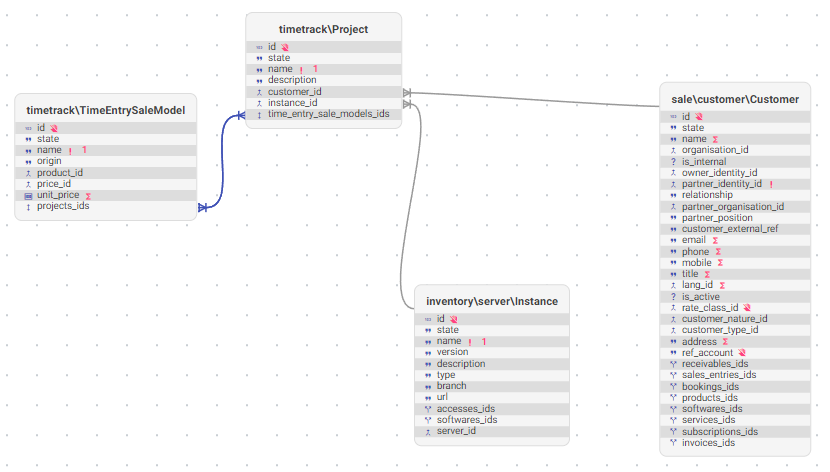 timetrack\Project
id
state
name ! 1
description
customer_id
instance_id
time_entry_sale_models_ids
timetrack\TimeEntrySaleModel
id
state
name ! 1
origin
product_id
price_id
unit_price Σ
projects_ids
sale\customer\Customer
id
state
name Σ
organisation_id
? is_internal
owner_identity_id
partner_identity_id !
relationship
partner_organisation_id
partner_position
customer_external_ref
email Σ
phone Σ
mobile Σ
title Σ
lang_id Σ
? is_active
rate_class_id
customer_nature_id
customer_type_id
address Σ
ref_account
receivables_ids
sales_entries_ids
bookings_ids
products_ids
softwares_ids
services_ids
subscriptions_ids
invoices_ids
inventory\server\Instance
id
state
name ! 1
version
description
type
branch
url
accesses_ids
softwares_ids
server_id